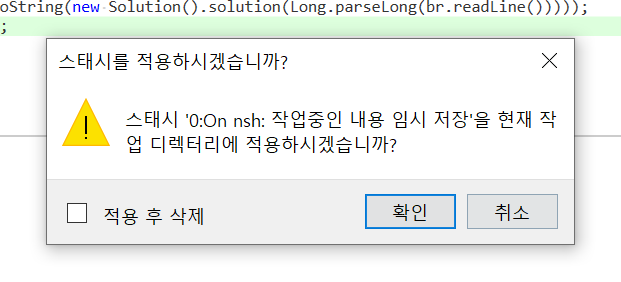 oString(new Solution().solution(Long.parseLong(br.readLine()))));
;
스태시를 적용하시겠습니까?
스태시 '0:On nsh: 작업중인 내용 임시 저장'을 현재 작
업 디렉터리에 적용하시겠습니까?
적용 후 삭제
확인
취소